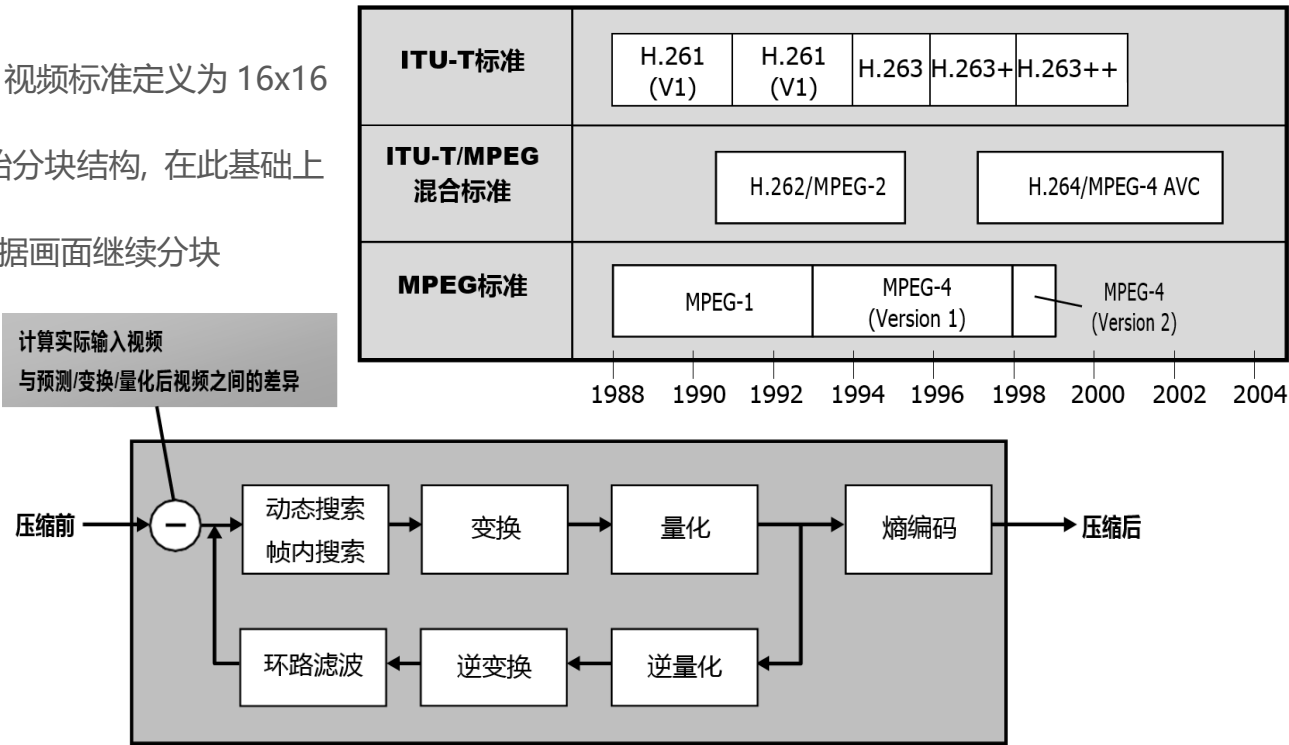 视频标准定义为 16x16
分块结构, 在此基础上
据画面继续分块
ITU-T标准
H.261
(V1)
H.261
(V1)
H.263
H.263+
H.263++
ITU-T/MPEG
混合标准
H.262/MPEG-2
H.264/MPEG-4 AVC
MPEG标准
MPEG-1
MPEG-4
(Version 1)
MPEG-4
(Version 2)
1988 1990 1992 1994 1996 1998 2000 2002 2004
计算实际输入视频
与预测/变换/量化后视频之间的差异
压缩前
−
动态搜索
帧内搜索
变换
量化
熵编码
压缩后
环路滤波
逆变换
逆量化